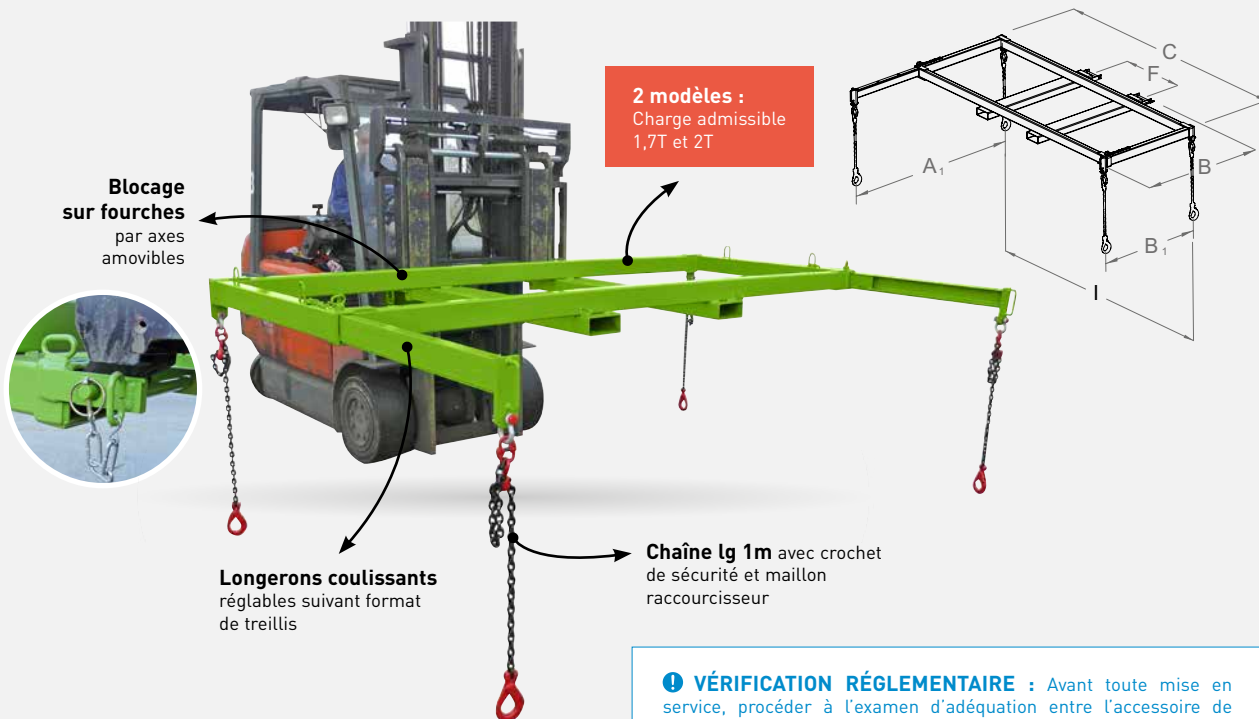 2 modèles :
Charge admissible
1,7T et 2T
Blocage
sur fourches
par axes
amovibles
C
F
A1
B
B1
I
Longerons coulissants
réglables suivant format
de treillis
Chaîne lg 1m avec crochet
de sécurité et maillon
raccourcisseur
! VÉRIFICATION RÉGLEMENTAIRE : Avant toute mise en
service, procéder à l'examen d'adéquation entre l'accessoire de